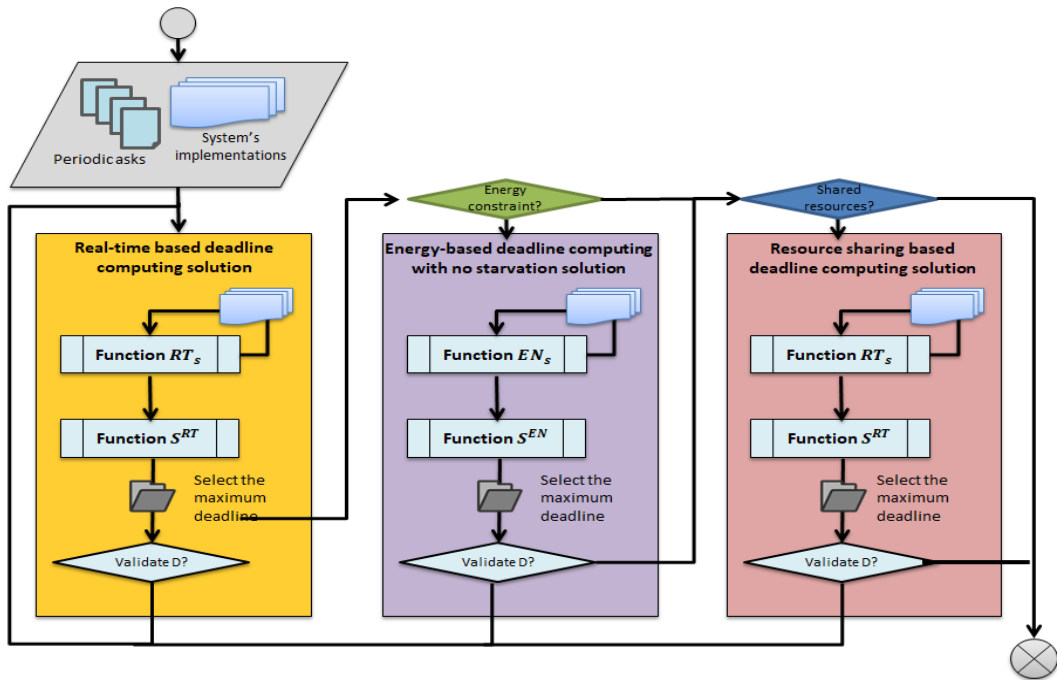 Periodic asks
System's
implementations
Energy
constraint?
Shared
resources?
Real-time based deadline
computing solution
Function RTₛ
Function Sᴿᵀ
Select the
maximum
deadline
Validate D?
Energy-based deadline computing
with no starvation solution
Function ENₛ
Function Sᴱᴺ
Select the
maximum
deadline
Validate D?
Resource sharing based
deadline computing solution
Function RTₛ
Function Sᴿᵀ
Select the
maximum
deadline
Validate D?